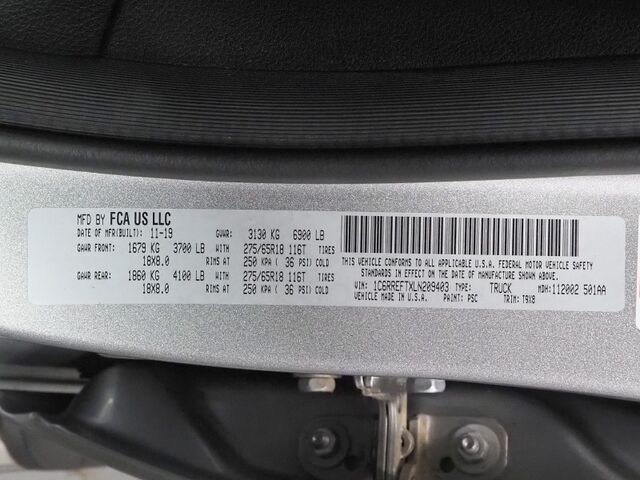 MFD BY FCA US LLC
DATE OF MFR(BUILT): 11-19 GVWR: 3130 KG 6900 LB
GAWR FRONT: 1679 KG 3700 LB WITH 275/65R18 116T TIRES
18X8.0 RIMS AT 250 KPA ( 36 PSI) COLD
GAWR REAR: 1860 KG 4100 LB WITH 275/65R18 116T TIRES
18X8.0 RIMS AT 250 KPA ( 36 PSI) COLD
THIS VEHICLE CONFORMS TO ALL APPLICABLE U.S.A. FEDERAL MOTOR VEHICLE SAFETY
STANDARDS IN EFFECT ON THE DATE OF MANUFACTURE SHOWN ABOVE.
VIN: 1C6RREFTXLN209403 TYPE: TRUCK MDH:112002 501AA
VEHICLE MADE IN U.S.A. PAINT: PSC TRIM: T9X8